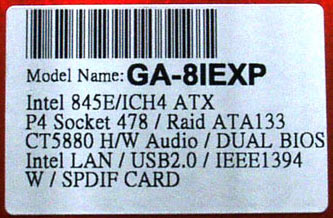 Model Name: GA-8IEXP
Intel 845E/ICH4 ATX
P4 Socket 478 / Raid ATA133
CT5880 H/W Audio / DUAL BIOS
Intel LAN / USB2.0 / IEEE1394
W / SPDIF CARD